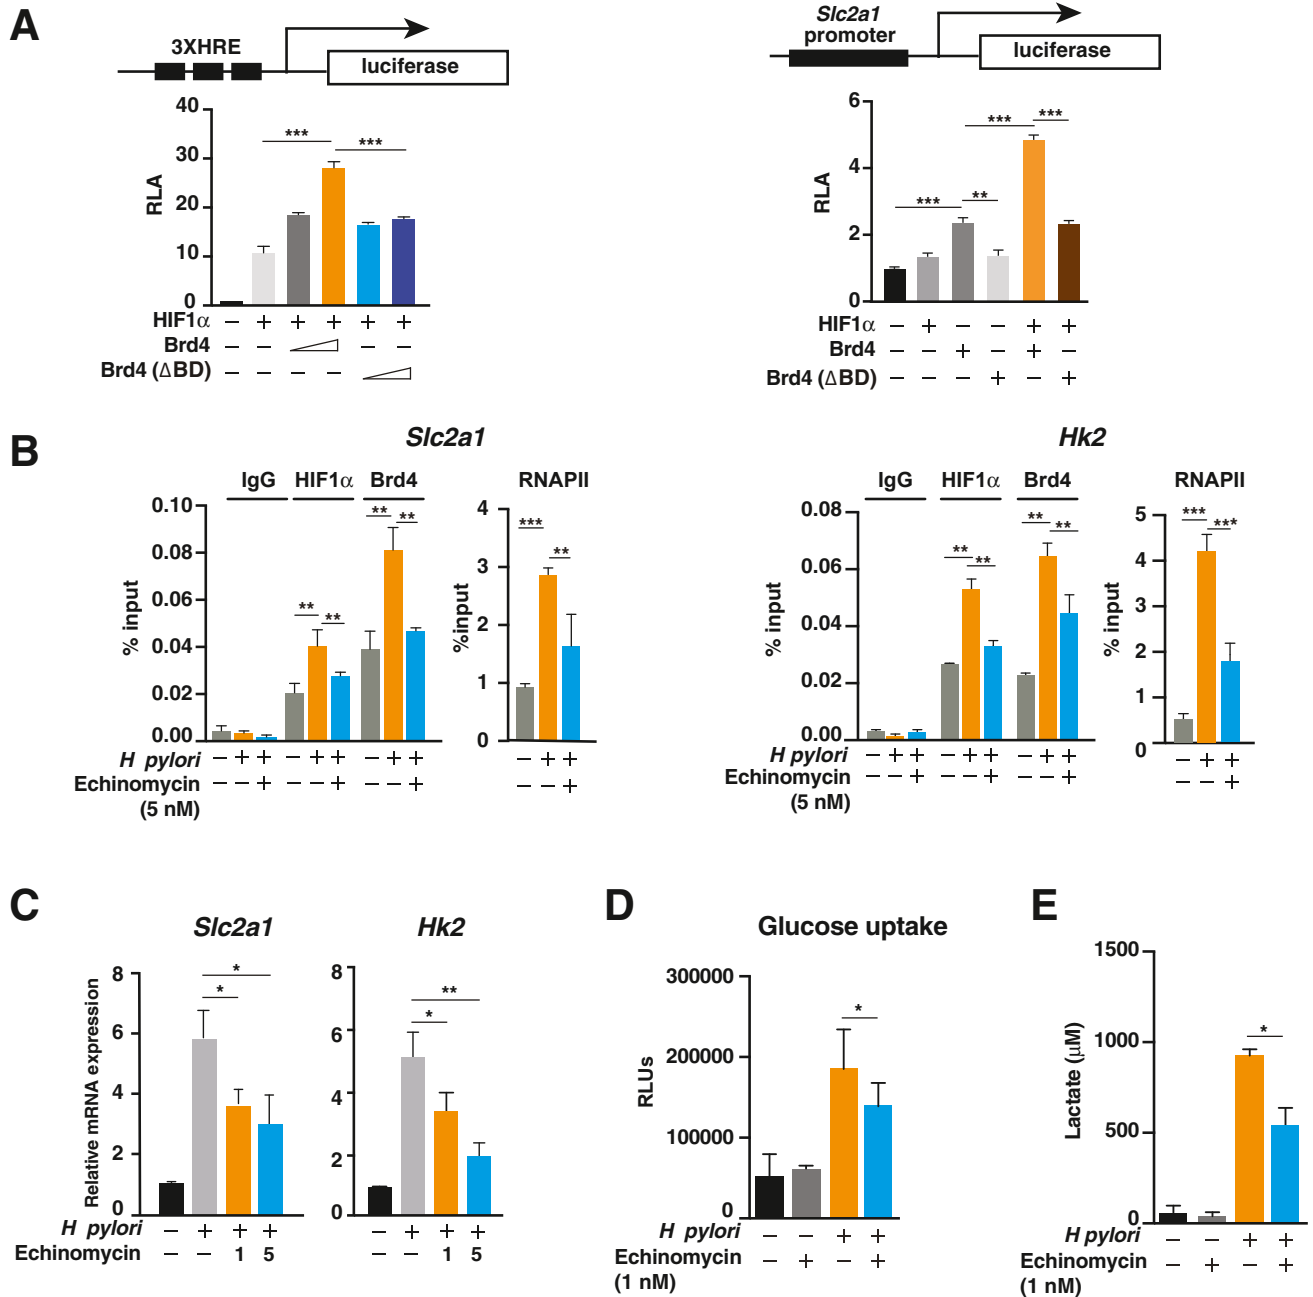 A
3XHRE
luciferase
40
30
20
10
0
RLA
***
***
HIF1α − + + + + +
Brd4 − − − −
Brd4 (ΔBD) − − − −
Slc2a1
promoter
luciferase
6
4
2
0
RLA
*** ** *** ***
HIF1α − + − − + +
Brd4 − − + − + −
Brd4 (ΔBD) − − − + − +
B
Slc2a1
IgG HIF1α Brd4
RNAPII
0.10
0.08
0.06
0.04
0.02
0.00
% input
** ** ** **
4
3
2
1
0
%input
*** **
H pylori − + + − + + − + + − + +
Echinomycin − − + − − + − − + − − +
(5 nM)
Hk2
IgG HIF1α Brd4
RNAPII
0.08
0.06
0.04
0.02
0.00
% input
** ** ** **
5
4
3
2
1
0
% input
*** ***
H pylori − + + − + + − + + − + +
Echinomycin − − + − − + − − + − − +
(5 nM)
C
Slc2a1
Hk2
8
6
4
2
0
Relative mRNA expression
*
*
8
6
4
2
0
**
*
H pylori − + + + − + + +
Echinomycin − − 1 5 − − 1 5
D
Glucose uptake
300000
200000
100000
0
RLUs
*
H pylori − − + +
Echinomycin − + − +
(1 nM)
E
1500
1000
500
0
Lactate (μM)
*
H pylori − − + +
Echinomycin − + − +
(1 nM)